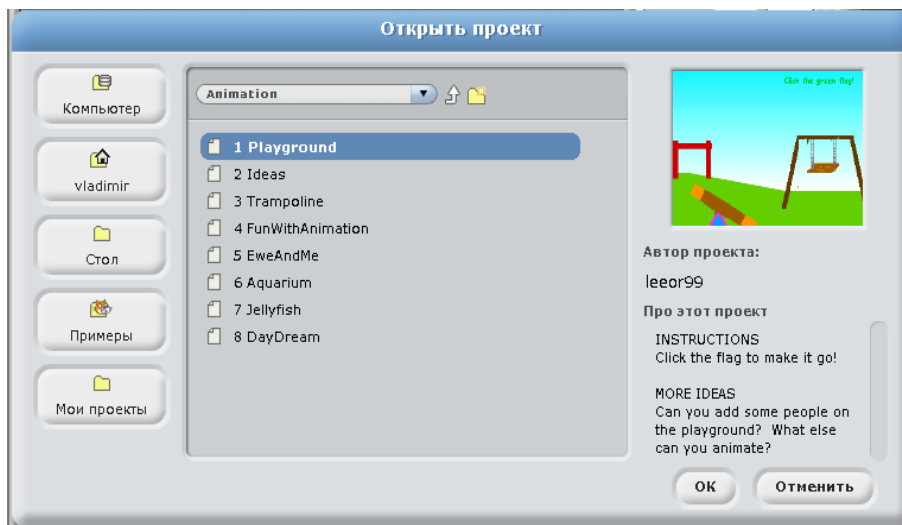 Открыть проект
Компьютер
vladimir
Стол
Примеры
Мои проекты
Animation
1 Playground
2 Ideas
3 Trampoline
4 FunWithAnimation
5 EweAndMe
6 Aquarium
7 Jellyfish
8 DayDream
Click the green flag!
Автор проекта:
leeor99
Про этот проект
INSTRUCTIONS
Click the flag to make it go!
MORE IDEAS
Can you add some people on
the playground? What else
can you animate?
ОК
Отменить